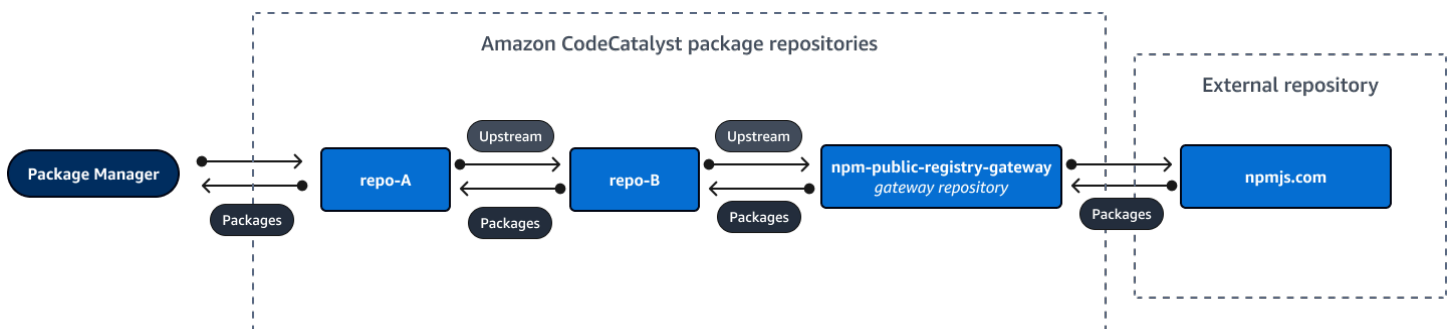 Amazon CodeCatalyst package repositories
External repository
Upstream
Upstream
Package Manager
repo-A
repo-B
npm-public-registry-gateway
gateway repository
npmjs.com
Packages
Packages
Packages
Packages